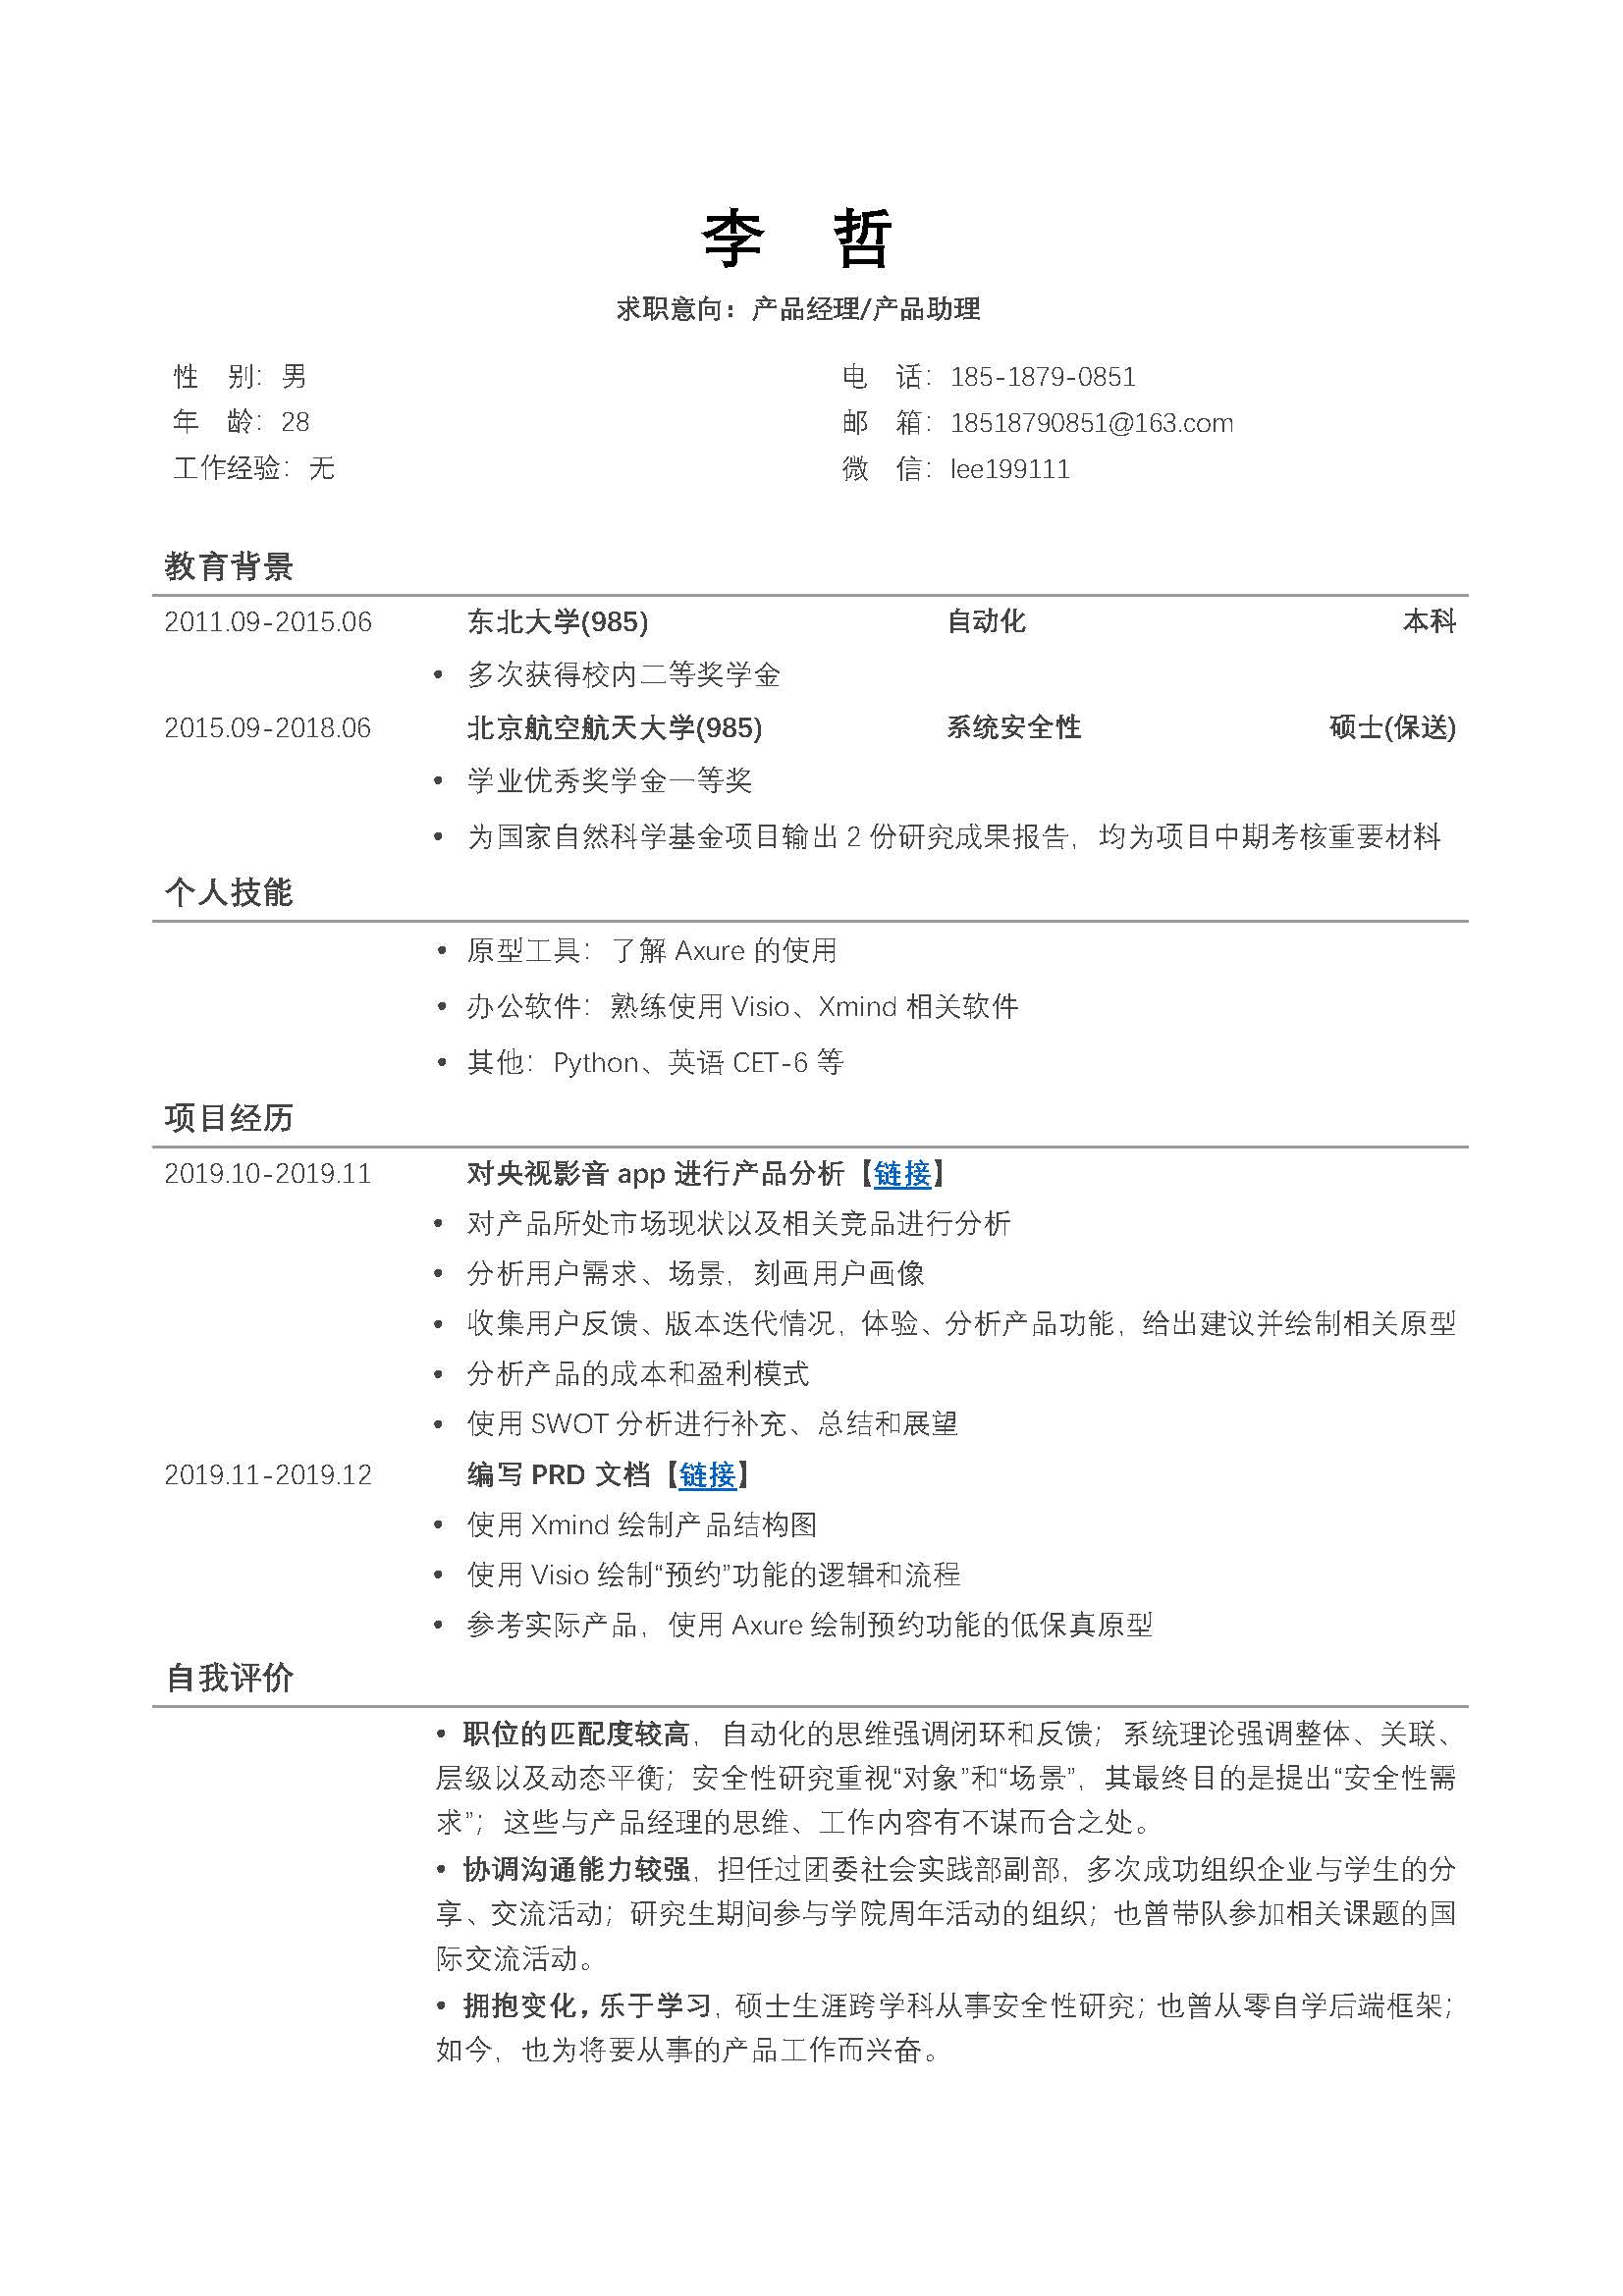 李 哲
求职意向：产品经理/产品助理
性 别：男
电 话：185-1879-0851
年 龄：28
邮 箱：18518790851@163.com
工作经验：无
微 信：lee199111
教育背景
2011.09-2015.06 东北大学(985) 自动化 本科
• 多次获得校内二等奖学金
2015.09-2018.06 北京航空航天大学(985) 系统安全性 硕士(保送)
• 学业优秀奖学金一等奖
• 为国家自然科学基金项目输出 2 份研究成果报告，均为项目中期考核重要材料
个人技能
• 原型工具：了解 Axure 的使用
• 办公软件：熟练使用 Visio、Xmind 相关软件
• 其他：Python、英语 CET-6 等
项目经历
2019.10-2019.11 对央视影音 app 进行产品分析【链接】
• 对产品所处市场现状以及相关竞品进行分析
• 分析用户需求、场景，刻画用户画像
• 收集用户反馈、版本迭代情况，体验、分析产品功能，给出建议并绘制相关原型
• 分析产品的成本和盈利模式
• 使用 SWOT 分析进行补充、总结和展望
2019.11-2019.12 编写 PRD 文档【链接】
• 使用 Xmind 绘制产品结构图
• 使用 Visio 绘制“预约”功能的逻辑和流程
• 参考实际产品，使用 Axure 绘制预约功能的低保真原型
自我评价
• 职位的匹配度较高，自动化的思维强调闭环和反馈；系统理论强调整体、关联、
层级以及动态平衡；安全性研究重视“对象”和“场景”，其最终目的是提出“安全性需
求”；这些与产品经理的思维、工作内容有不谋而合之处。
• 协调沟通能力较强，担任过团委社会实践部副部，多次成功组织企业与学生的分
享、交流活动；研究生期间参与学院周年活动的组织；也曾带队参加相关课题的国
际交流活动。
• 拥抱变化，乐于学习，硕士生涯跨学科从事安全性研究；也曾从零自学后端框架；
如今，也为将要从事的产品工作而兴奋。